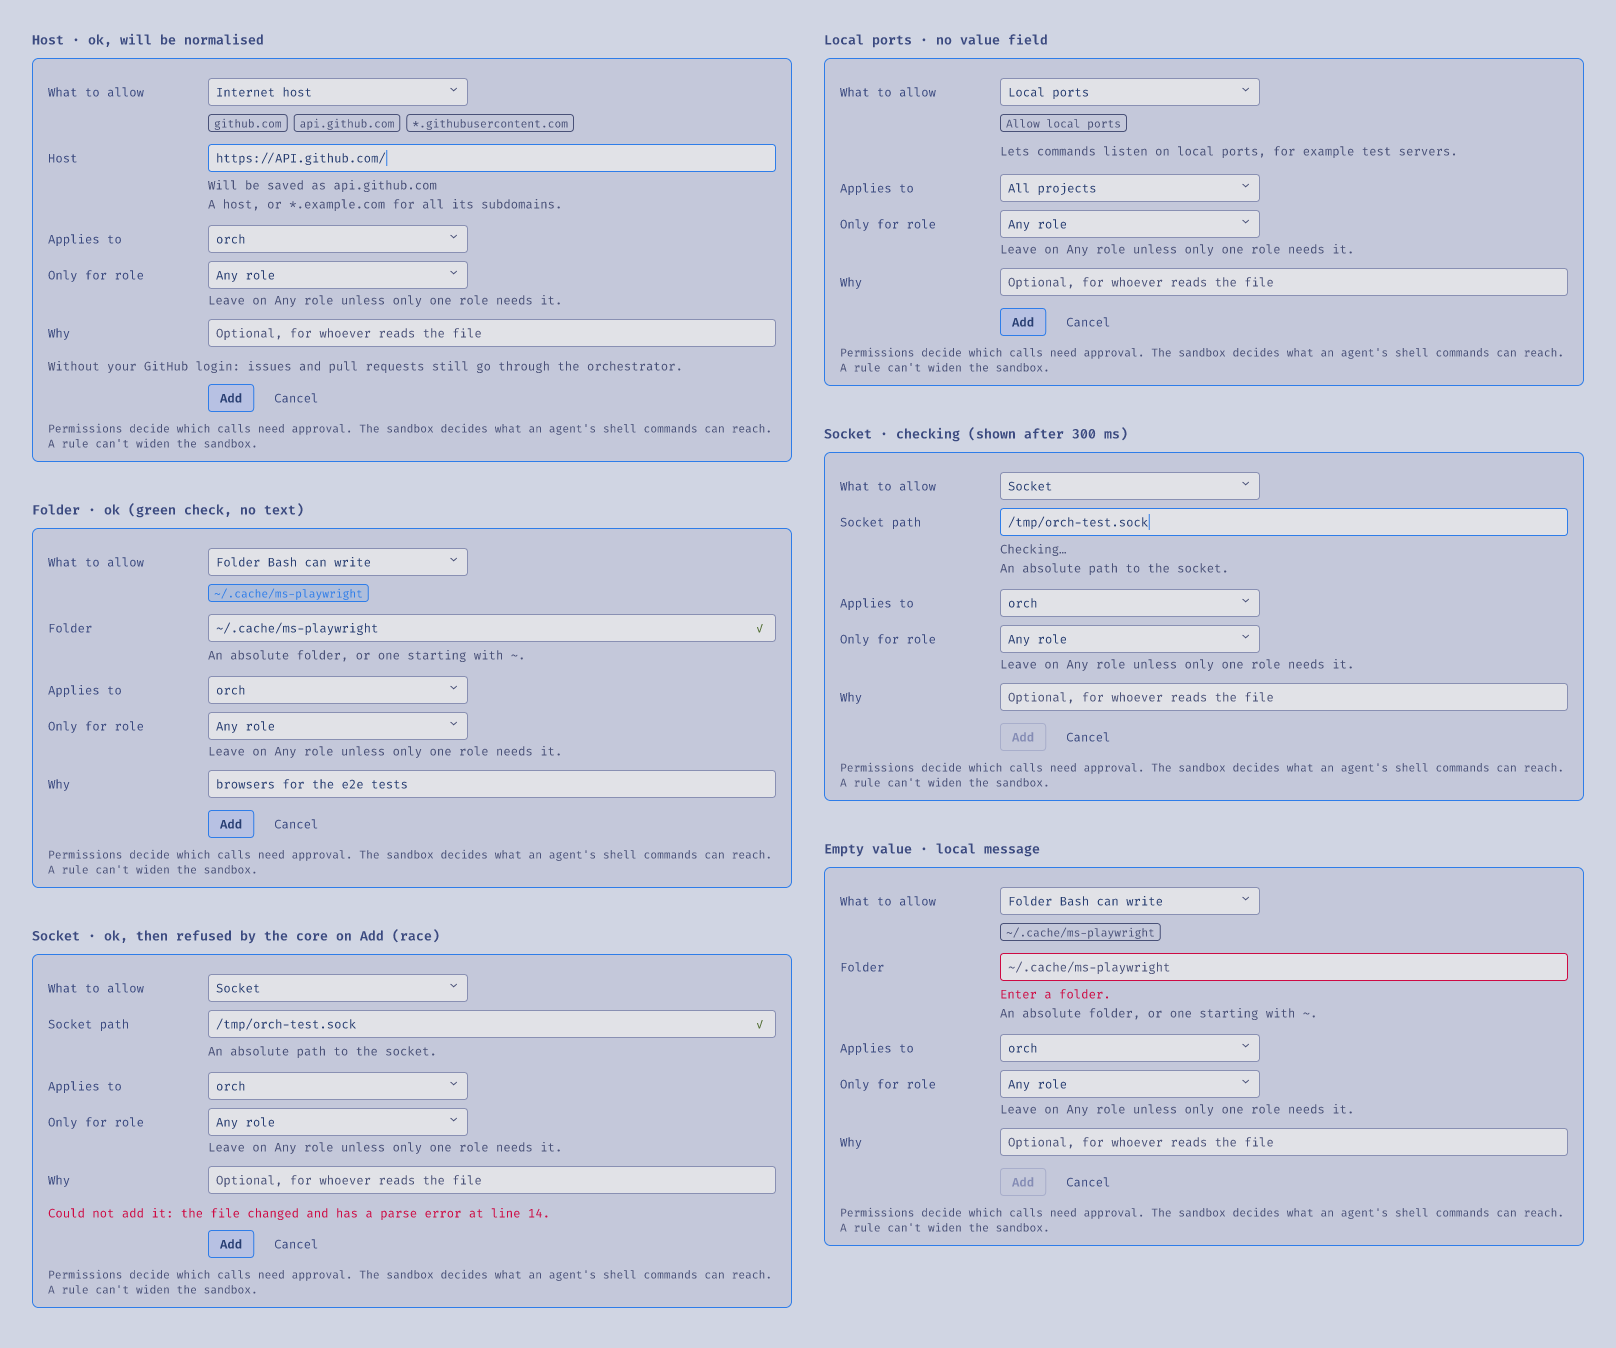 Host · ok, will be normalised
What to allow
Internet host
github.com
api.github.com
*.githubusercontent.com
Host
https://API.github.com/
Will be saved as api.github.com
A host, or *.example.com for all its subdomains.
Applies to
orch
Only for role
Any role
Leave on Any role unless only one role needs it.
Why
Optional, for whoever reads the file
Without your GitHub login: issues and pull requests still go through the orchestrator.
Add
Cancel
Permissions decide which calls need approval. The sandbox decides what an agent's shell commands can reach.
A rule can't widen the sandbox.
Folder · ok (green check, no text)
What to allow
Folder Bash can write
~/.cache/ms-playwright
Folder
~/.cache/ms-playwright
√
An absolute folder, or one starting with ~.
Applies to
orch
Only for role
Any role
Leave on Any role unless only one role needs it.
Why
browsers for the e2e tests
Add
Cancel
Permissions decide which calls need approval. The sandbox decides what an agent's shell commands can reach.
A rule can't widen the sandbox.
Socket · ok, then refused by the core on Add (race)
What to allow
Socket
Socket path
/tmp/orch-test.sock
√
An absolute path to the socket.
Applies to
orch
Only for role
Any role
Leave on Any role unless only one role needs it.
Why
Optional, for whoever reads the file
Could not add it: the file changed and has a parse error at line 14.
Add
Cancel
Permissions decide which calls need approval. The sandbox decides what an agent's shell commands can reach.
A rule can't widen the sandbox.
Local ports · no value field
What to allow
Local ports
Allow local ports
Lets commands listen on local ports, for example test servers.
Applies to
All projects
Only for role
Any role
Leave on Any role unless only one role needs it.
Why
Optional, for whoever reads the file
Add
Cancel
Permissions decide which calls need approval. The sandbox decides what an agent's shell commands can reach.
A rule can't widen the sandbox.
Socket · checking (shown after 300 ms)
What to allow
Socket
Socket path
/tmp/orch-test.sock
Checking…
An absolute path to the socket.
Applies to
orch
Only for role
Any role
Leave on Any role unless only one role needs it.
Why
Optional, for whoever reads the file
Add
Cancel
Permissions decide which calls need approval. The sandbox decides what an agent's shell commands can reach.
A rule can't widen the sandbox.
Empty value · local message
What to allow
Folder Bash can write
~/.cache/ms-playwright
Folder
~/.cache/ms-playwright
Enter a folder.
An absolute folder, or one starting with ~.
Applies to
orch
Only for role
Any role
Leave on Any role unless only one role needs it.
Why
Optional, for whoever reads the file
Add
Cancel
Permissions decide which calls need approval. The sandbox decides what an agent's shell commands can reach.
A rule can't widen the sandbox.